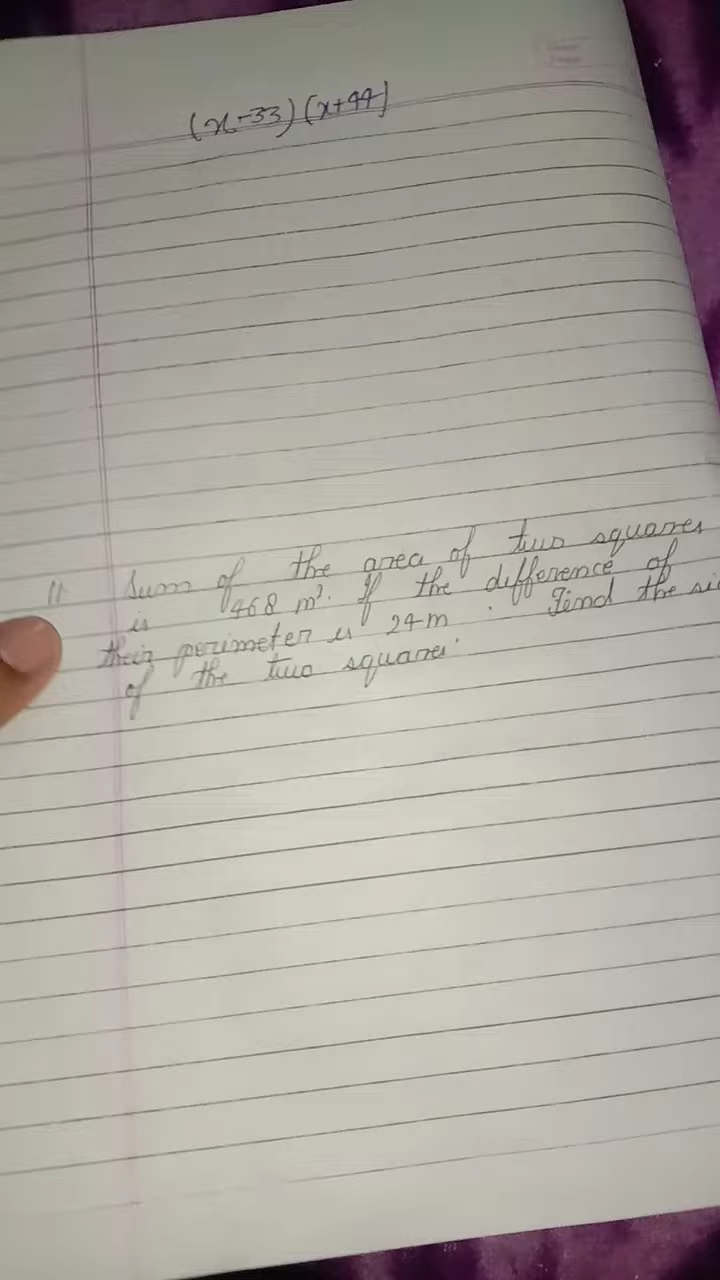 (x-33) (x+44)
11 Sum of the area of two squares
is 468 m². If the difference of
their perimeter is 24m . Find the
of the two squares.